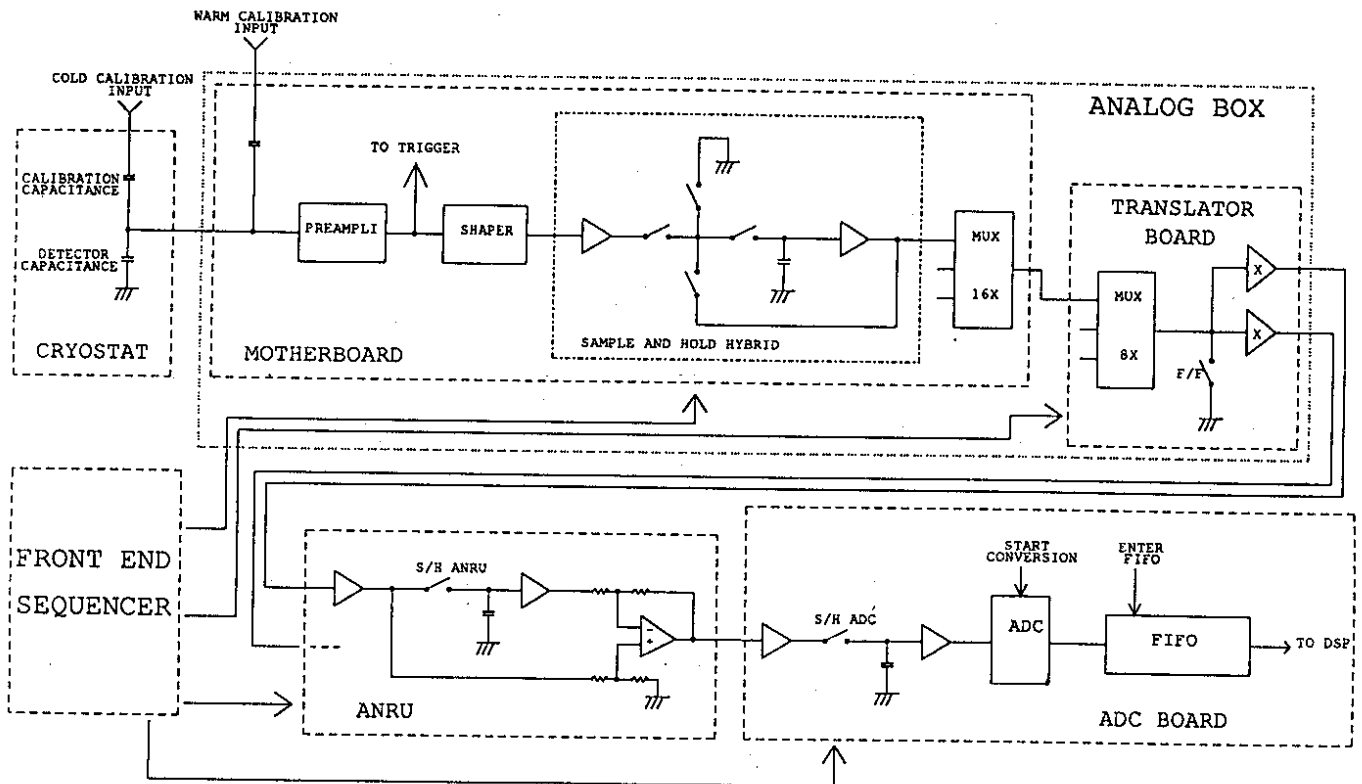 WARM CALIBRATION
INPUT
COLD CALIBRATION
INPUT
ANALOG BOX
TO TRIGGER
CALIBRATION
CAPACITANCE
TRANSLATOR
BOARD
PREAMPLI
SHAPER
MUX
16X
DETECTOR
CAPACITANCE
MUX
8X
X
X
F/F
CRYOSTAT
MOTHERBOARD
SAMPLE AND HOLD HYBRID
FRONT END
SEQUENCER
S/H ANRU
-
+
ANRU
START
CONVERSION
ENTER
FIFO
S/H ADC
ADC
FIFO
TO DSP
ADC BOARD